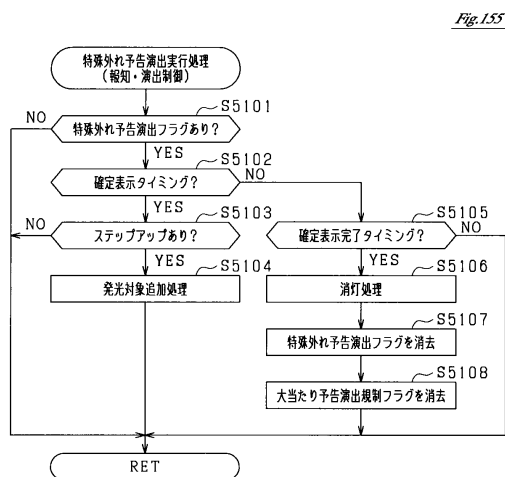 Fig.155
特殊外れ予告演出実行処理
(報知・演出制御)
S5101
NO
特殊外れ予告演出フラグあり?
YES
S5102
確定表示タイミング?
NO
YES
S5103
NO
ステップアップあり?
YES
S5104
発光対象追加処理
S5105
確定表示完了タイミング?
NO
YES
S5106
消灯処理
S5107
特殊外れ予告演出フラグを消去
S5108
大当たり予告演出規制フラグを消去
RET